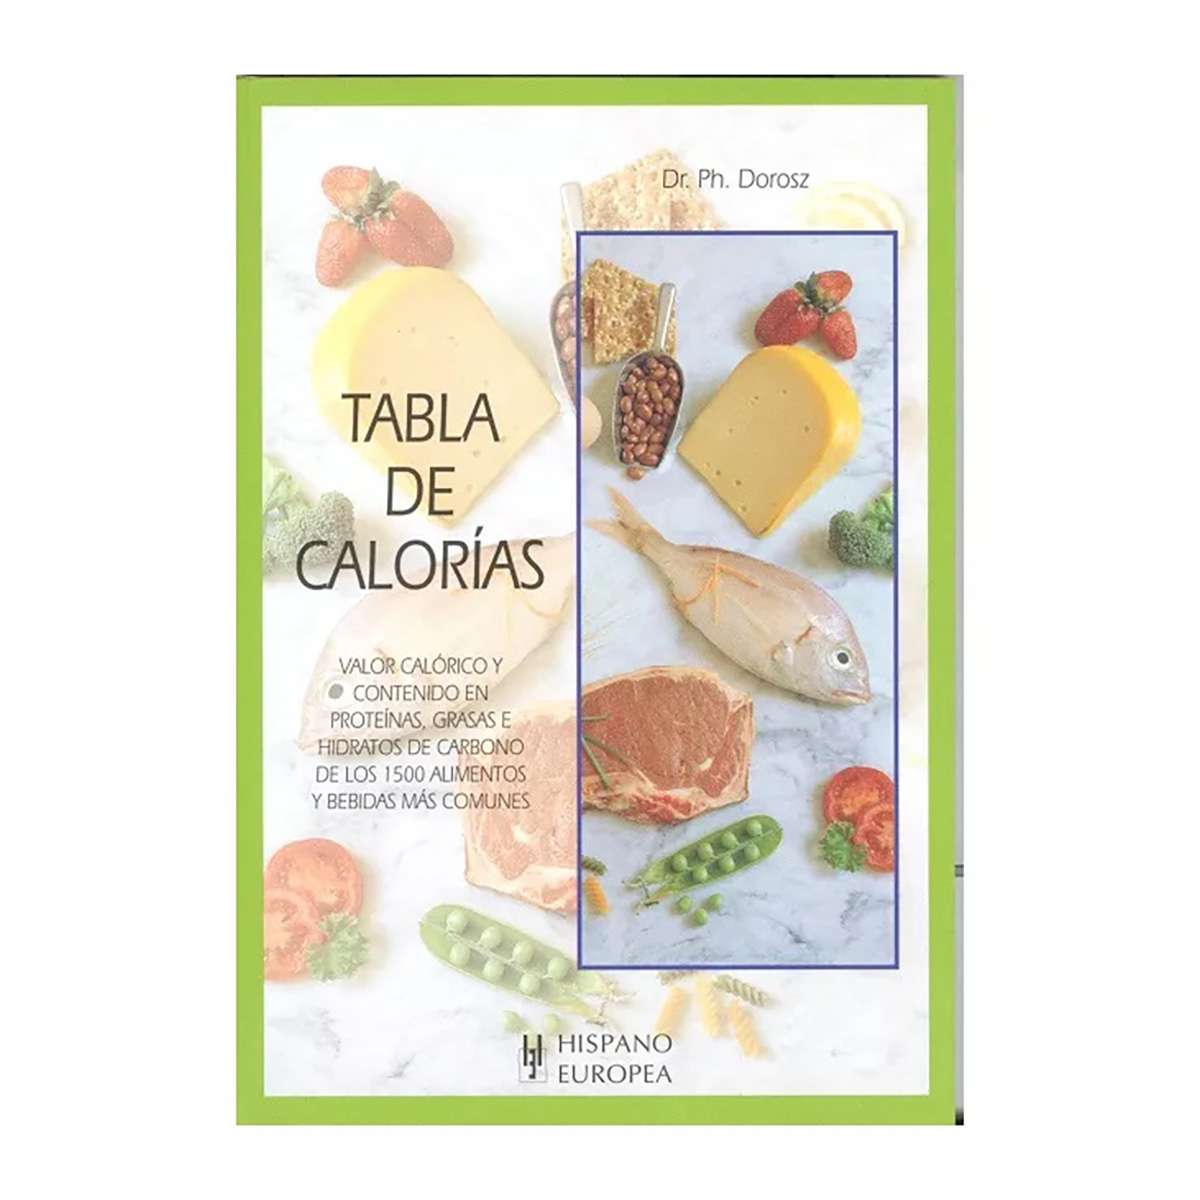 Dr. Ph. Dorosz
TABLA
DE
CALORÍAS
VALOR CALÓRICO Y
CONTENIDO EN
PROTEÍNAS, GRASAS E
HIDRATOS DE CARBONO
DE LOS 1500 ALIMENTOS
Y BEBIDAS MÁS COMUNES
HISPANO
EUROPEA